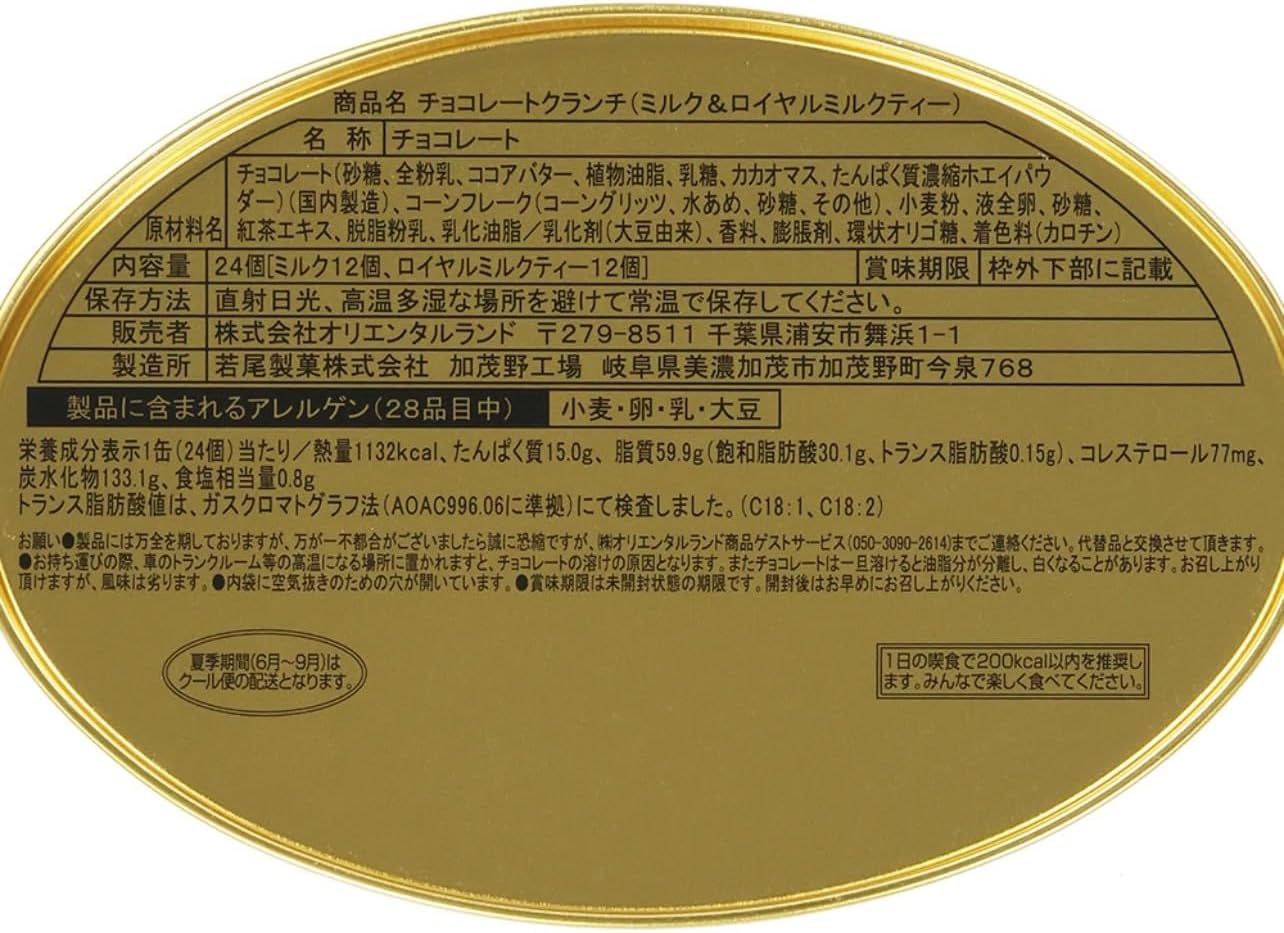 商品名 チョコレートクランチ(ミルク&ロイヤルミルクティー)
名 称 チョコレート
チョコレート(砂糖、全粉乳、ココアバター、植物油脂、乳糖、カカオマス、たんぱく質濃縮ホエイパウ
ダー)(国内製造)、コーンフレーク(コーングリッツ、水あめ、砂糖、その他)、小麦粉、液全卵、砂糖、
原材料名 紅茶エキス、脱脂粉乳、乳化油脂/乳化剤(大豆由来)、香料、膨脹剤、環状オリゴ糖、着色料(カロチン)
内容量 24個[ミルク12個、ロイヤルミルクティー12個] 賞味期限 枠外下部に記載
保存方法 直射日光、高温多湿な場所を避けて常温で保存してください。
販売者 株式会社オリエンタルランド 〒279-8511 千葉県浦安市舞浜1-1
製造所 若尾製菓株式会社 加茂野工場 岐阜県美濃加茂市加茂野町今泉768
製品に含まれるアレルゲン(28品目中) 小麦・卵・乳・大豆
栄養成分表示1缶(24個)当たり/熱量1132kcal、たんぱく質15.0g、脂質59.9g(飽和脂肪酸30.1g、トランス脂肪酸0.15g)、コレステロール77mg、
炭水化物133.1g、食塩相当量0.8g
トランス脂肪酸値は、ガスクロマトグラフ法(AOAC996.06に準拠)にて検査しました。(C18:1、C18:2)
お願い●製品には万全を期しておりますが、万が一不都合がございましたら誠に恐縮ですが、㈱オリエンタルランド商品ゲストサービス(050-3090-2614)までご連絡ください。代替品と交換させて頂きます。
●お持ち運びの際、車のトランクルーム等の高温になる場所に置かれますと、チョコレートの溶けの原因となります。またチョコレートは一旦溶けると油脂分が分離し、白くなることがあります。お召し上がり
頂けますが、風味は劣ります。●内袋に空気抜きのための穴が開いています。●賞味期限は未開封状態の期限です。開封後はお早めにお召し上がりください。
夏季期間(6月～9月)は
クール便の配送となります。
1日の喫食で200kcal以内を推奨し
ます。みんなで楽しく食べてください。